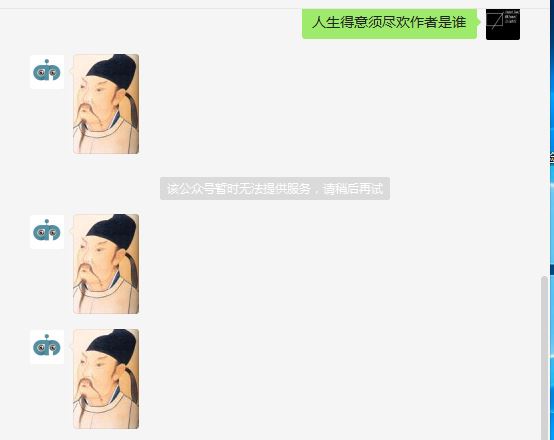 人生得意须尽欢作者是谁
该公众号暂时无法提供服务，请稍后再试